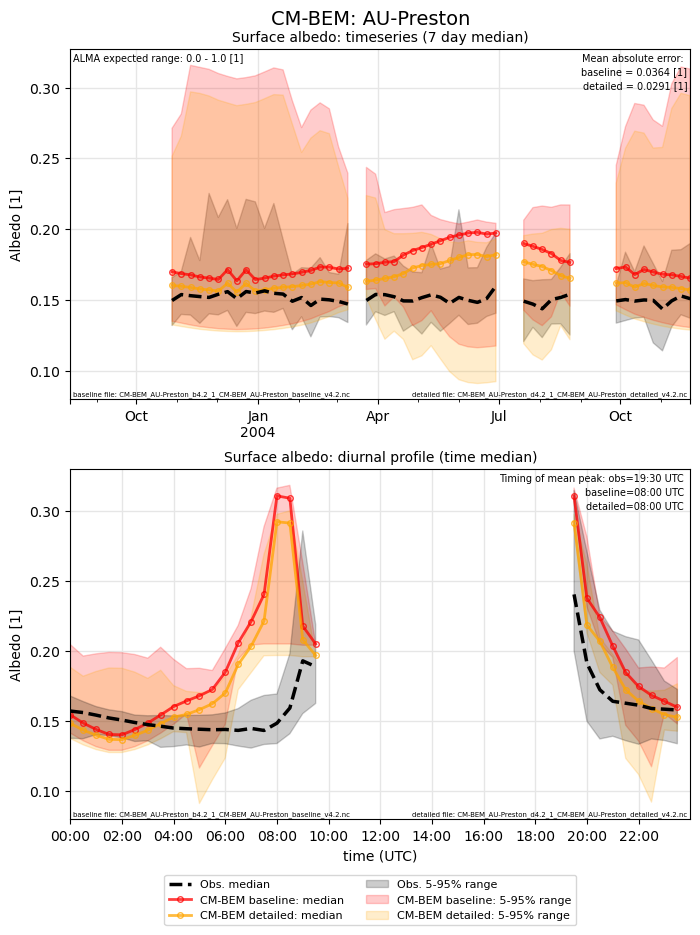 CM-BEM: AU-Preston
Surface albedo: timeseries (7 day median)
ALMA expected range: 0.0 - 1.0 [1]
Mean absolute error:
baseline = 0.0364 [1]
detailed = 0.0291 [1]
0.30
0.25
0.20
0.15
0.10
Albedo [1]
baseline file: CM-BEM_AU-Preston_b4.2_1_CM-BEM_AU-Preston_baseline_v4.2.nc
detailed file: CM-BEM_AU-Preston_d4.2_1_CM-BEM_AU-Preston_detailed_v4.2.nc
Oct Jan Apr Jul Oct
2004
Surface albedo: diurnal profile (time median)
Timing of mean peak: obs=19:30 UTC
baseline=08:00 UTC
detailed=08:00 UTC
0.30
0.25
0.20
0.15
0.10
Albedo [1]
baseline file: CM-BEM_AU-Preston_b4.2_1_CM-BEM_AU-Preston_baseline_v4.2.nc
detailed file: CM-BEM_AU-Preston_d4.2_1_CM-BEM_AU-Preston_detailed_v4.2.nc
00:00 02:00 04:00 06:00 08:00 10:00 12:00 14:00 16:00 18:00 20:00 22:00
time (UTC)
Obs. median
CM-BEM baseline: median
CM-BEM detailed: median
Obs. 5-95% range
CM-BEM baseline: 5-95% range
CM-BEM detailed: 5-95% range